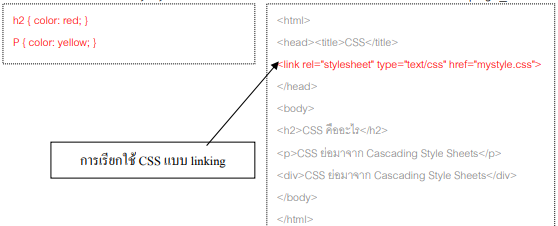 h2 { color: red; }
P { color: yellow; }
การเรียกใช้ CSS แบบ linking
<html>
<head><title>CSS</title>
<link rel="stylesheet" type="text/css" href="mystyle.css">
</head>
<body>
<h2>CSS คืออะไร</h2>
<p>CSS ย่อมาจาก Cascading Style Sheets</p>
<div>CSS ย่อมาจาก Cascading Style Sheets</div>
</body>
</html>